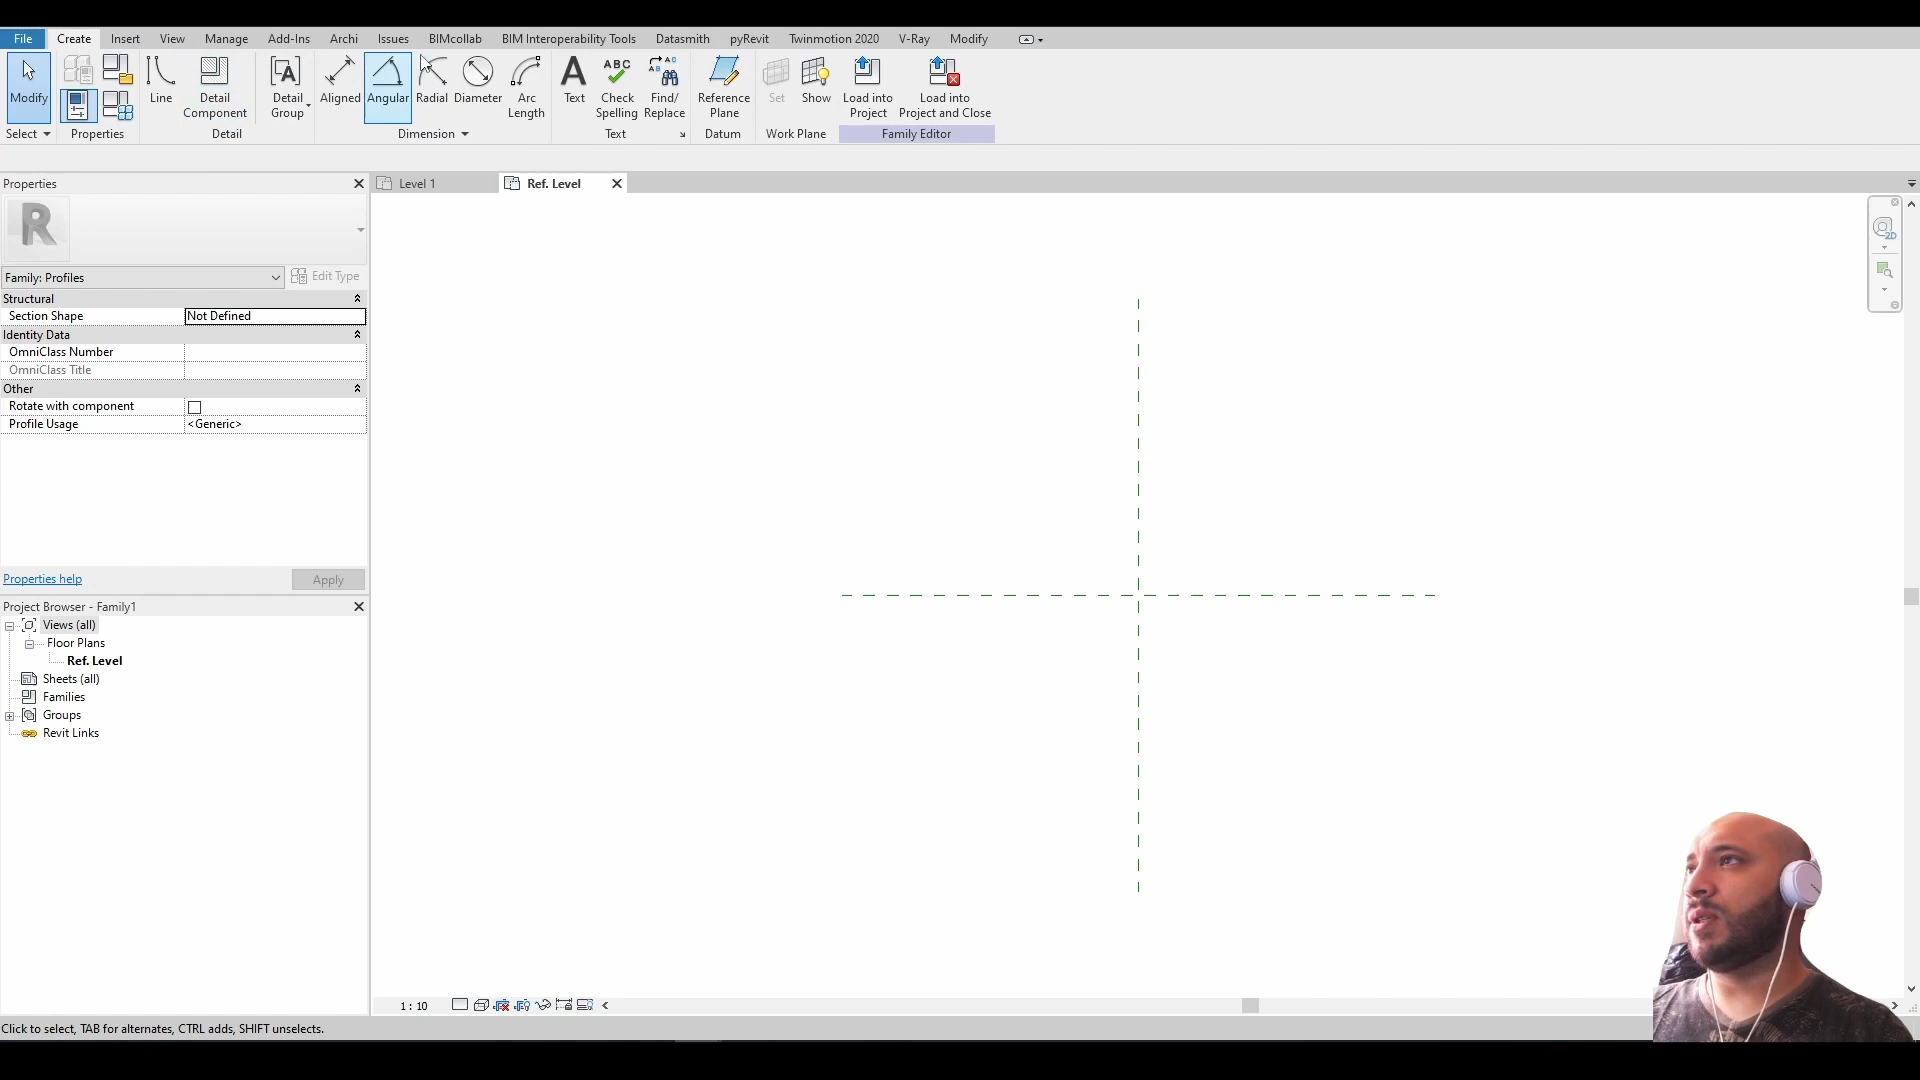 File Create Insert View Manage Add-Ins Archi Issues BIMcollab BIM Interoperability Tools Datasmith pyRevit Twinmotion 2020 V-Ray Modify
Modify Line Detail Component Detail Group Aligned Angular Radial Diameter Arc Length Text Check Spelling Find/ Replace Reference Plane Set Show Load into Project Load into Project and Close
Select Properties Detail Dimension Text Datum Work Plane Family Editor
Properties
Level 1 Ref. Level
Family: Profiles Edit Type
Structural
Section Shape Not Defined
Identity Data
OmniClass Number
OmniClass Title
Other
Rotate with component
Profile Usage <Generic>
Properties help Apply
Project Browser - Family1
Views (all)
Floor Plans
Ref. Level
Sheets (all)
Families
Groups
Revit Links
1 : 10
Click to select, TAB for alternates, CTRL adds, SHIFT unselects.